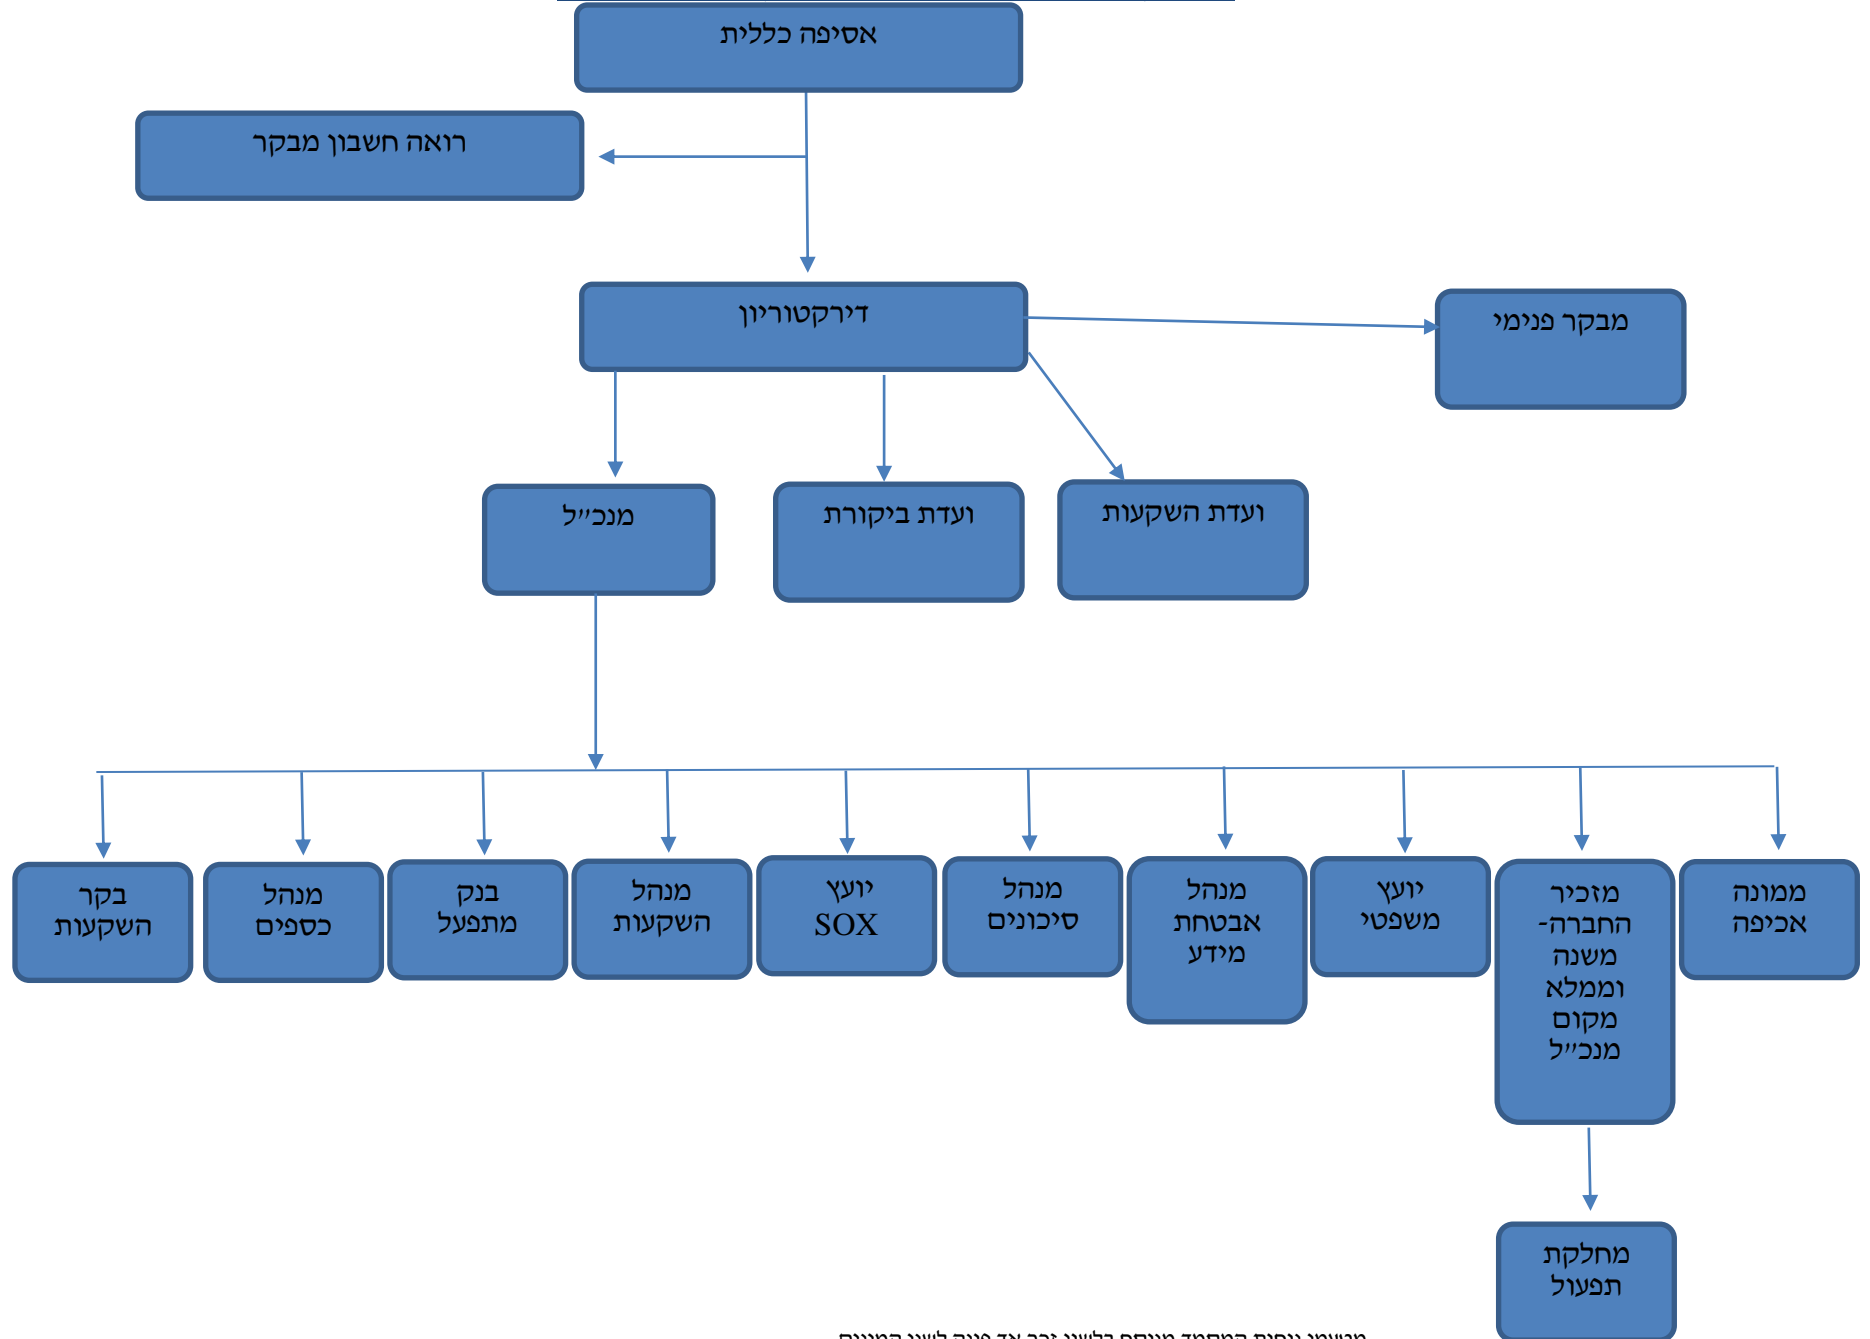 אסיפה כללית
רואה חשבון מבקר
דירקטוריון
מבקר פנימי
ועדת השקעות
ועדת ביקורת
מנכ"ל
ממונה
אכיפה
מזכיר
החברה-
משנה
וממלא
מקום
מנכ"ל
יועץ
משפטי
מנהל
אבטחת
מידע
מנהל
סיכונים
יועץ
SOX
מנהל
השקעות
בנק
מתפעל
מנהל
כספים
בקר
השקעות
מחלקת
תפעול